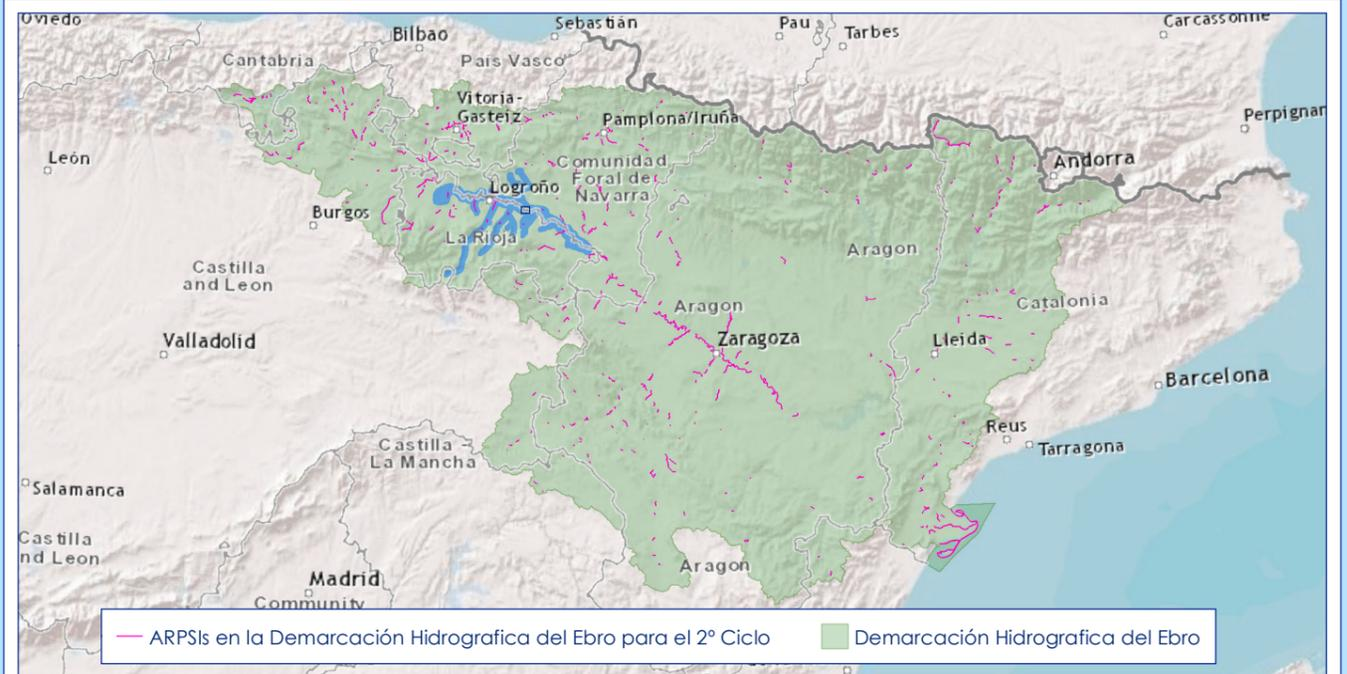 Oviedo
Sebastián
Pau
Carcassonne
Bilbao
Tarbes
Cantabria
País Vasco
Vitoria-
Gasteiz
Pamplona/Iruña
Perpignan
León
Comunidad
Foral de
Navarra
Andorra
Logroño
Burgos
La Rioja
Aragon
Castilla
and Leon
Aragon
Catalonia
Valladolid
Zaragoza
Lleida
Barcelona
Reus
Tarragona
Castilla -
La Mancha
Salamanca
Castilla
nd Leon
Aragon
Madrid
Community
ARPSIs en la Demarcación Hidrografica del Ebro para el 2º Ciclo
Demarcación Hidrografica del Ebro